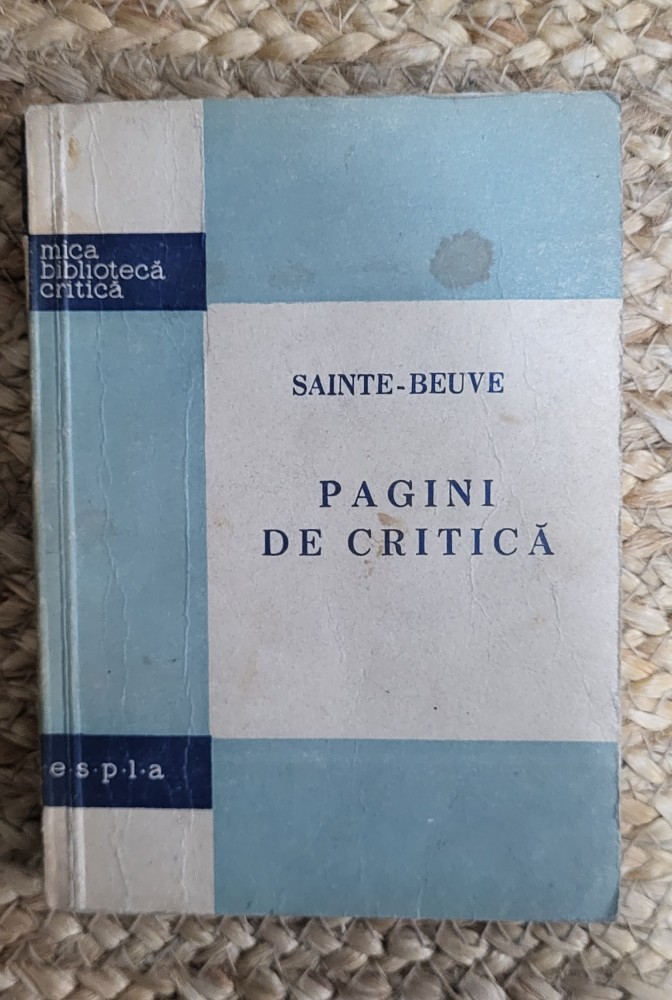 mica
bibliotecă
critică
SAINTE-BEUVE
PAGINI
DE CRITICĂ
e·s·p·l·a